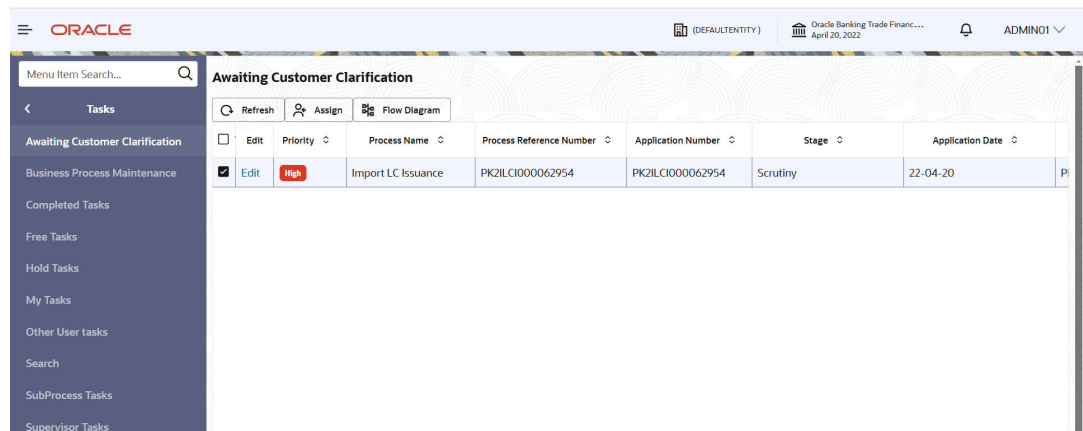 ORACLE
(DEFAULTENTITY)
Oracle Banking Trade Financ...
April 20, 2022
ADMIN01
Menu Item Search...
Tasks
Awaiting Customer Clarification
Business Process Maintenance
Completed Tasks
Free Tasks
Hold Tasks
My Tasks
Other User tasks
Search
SubProcess Tasks
Supervisor Tasks
Awaiting Customer Clarification
Refresh Assign Flow Diagram
Edit Priority Process Name Process Reference Number Application Number Stage Application Date
Edit High Import LC Issuance PK2ILCI000062954 PK2ILCI000062954 Scrutiny 22-04-20